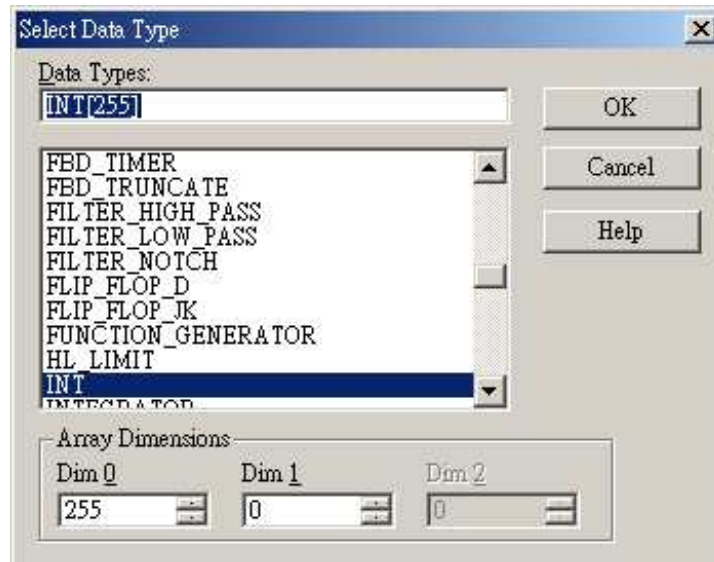 Select Data Type
Data Types:
INT[255]
OK
FBD_TIMER
FBD_TRUNCATE
FILTER_HIGH_PASS
FILTER_LOW_PASS
FILTER_NOTCH
FLIP_FLOP_D
FLIP_FLOP_JK
FUNCTION_GENERATOR
HL_LIMIT
INT
INTEGRATOR
Cancel
Help
Array Dimensions
Dim 0
Dim 1
Dim 2
255
0
0